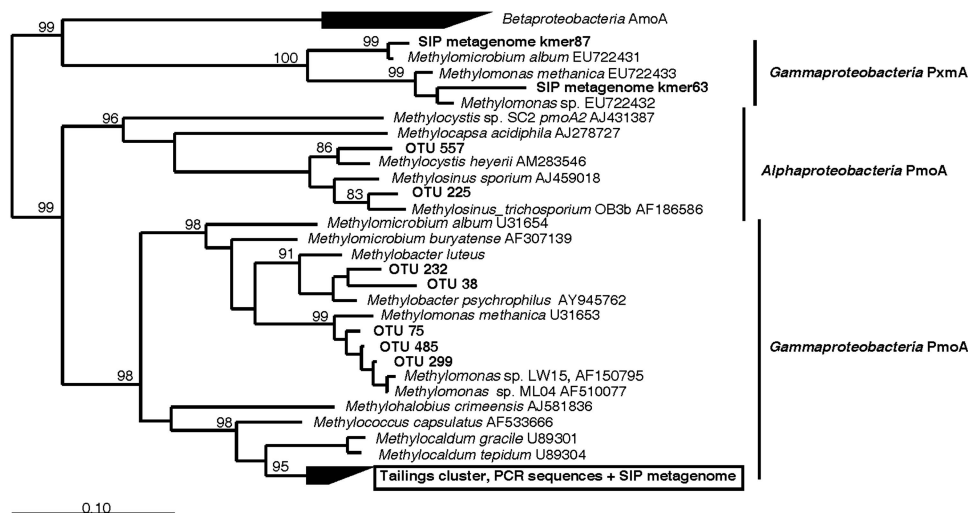 Betaproteobacteria AmoA
99
99 SIP metagenome kmer87
Methylomicrobium album EU722431
100
99 Methylomonas methanica EU722433
Gammaproteobacteria PxmA
SIP metagenome kmer63
Methylomonas sp. EU722432
96 Methylocystis sp. SC2 pmoA2 AJ431387
Methylocapsa acidiphila AJ278727
86 OTU 557
Methylocystis heyerii AM283546
Alphaproteobacteria PmoA
Methylosinus sporium AJ459018
83 OTU 225
99
Methylosinus_trichosporium OB3b AF186586
98 Methylomicrobium album U31654
Methylomicrobium buryatense AF307139
91 Methylobacter luteus
OTU 232
OTU 38
Methylobacter psychrophilus AY945762
99 Methylomonas methanica U31653
OTU 75
OTU 485
Gammaproteobacteria PmoA
OTU 299
98
Methylomonas sp. LW15, AF150795
Methylomonas sp. ML04 AF510077
Methylohalobius crimeensis AJ581836
98 Methylococcus capsulatus AF533666
Methylocaldum gracile U89301
Methylocaldum tepidum U89304
95
Tailings cluster, PCR sequences + SIP metagenome
0.10